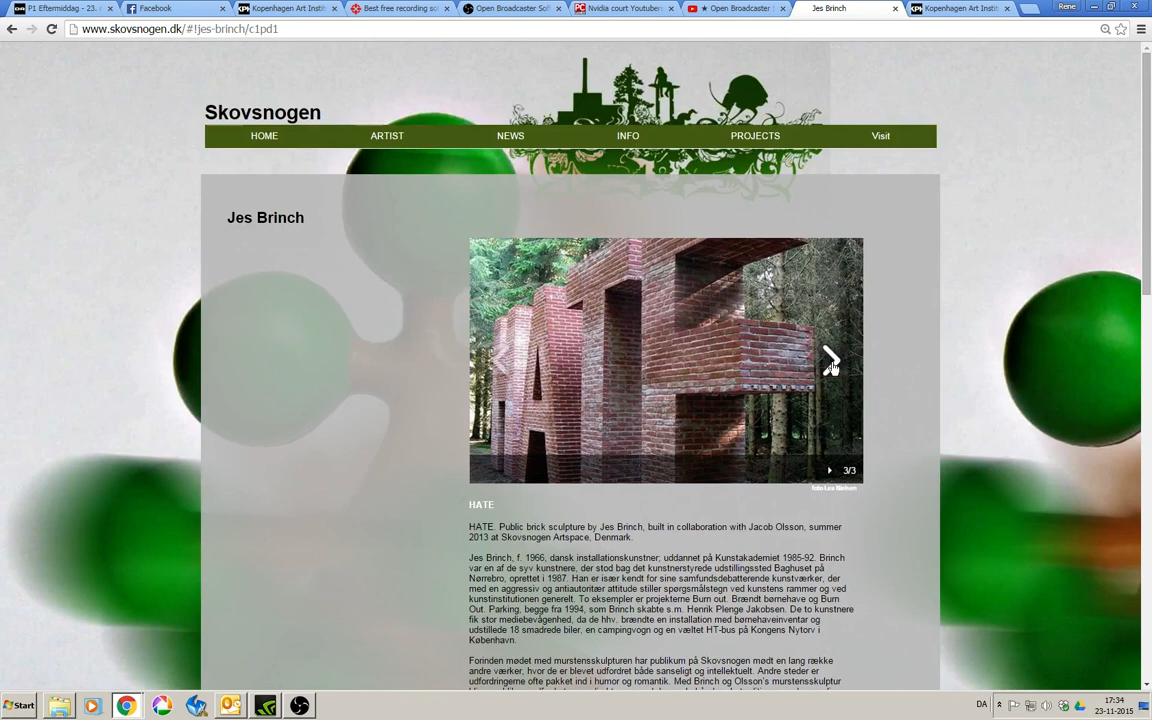 P1 Eftermiddag - 23.
Facebook
Kopenhagen Art Instit
Best free recording so
Open Broadcaster Sof
Nvidia court Youtuber
★ Open Broadcaster S
Jes Brinch
Kopenhagen Art Instit
Rene
www.skovsnogen.dk/#!jes-brinch/c1pd1
Skovsnogen
HOME ARTIST NEWS INFO PROJECTS Visit
Jes Brinch
HATE
3/3
foto Lea Nielsen
HATE
HATE. Public brick sculpture by Jes Brinch, built in collaboration with Jacob Olsson, summer
2013 at Skovsnogen Artspace, Denmark.
Jes Brinch, f. 1966, dansk installationskunstner; uddannet på Kunstakademiet 1985-92. Brinch
var en af de syv kunstnere, der stod bag det kunstnerstyrede udstillingssted Baghuset på
Nørrebro, oprettet i 1987. Han er især kendt for sine samfundsdebatterende kunstværker, der
med en aggressiv og antiautoritær attitude stiller spørgsmålstegn ved kunstens rammer og ved
kunstinstitutionen generelt. To eksempler er projekterne Burn out. Brændt børnehave og Burn
Out. Parking, begge fra 1994, som Brinch skabte s.m. Henrik Plenge Jakobsen. De to kunstnere
fik stor mediebevågenhed, da de hhv. brændte en installation med børnehaveinventar og
udstillede 18 smadrede biler, en campingvogn og en væltet HT-bus på Kongens Nytorv i
København.
Forinden mødet med murstensskulpturen har publikum på Skovsnogen mødt en lang række
andre værker, hvor de er blevet udfordret både sanseligt og intellektuelt. Andre steder er
udfordringerne ofte pakket ind i humor og romantik. Med Brinch og Olsson's murstensskulptur
Start
DA
17:34
23-11-2015